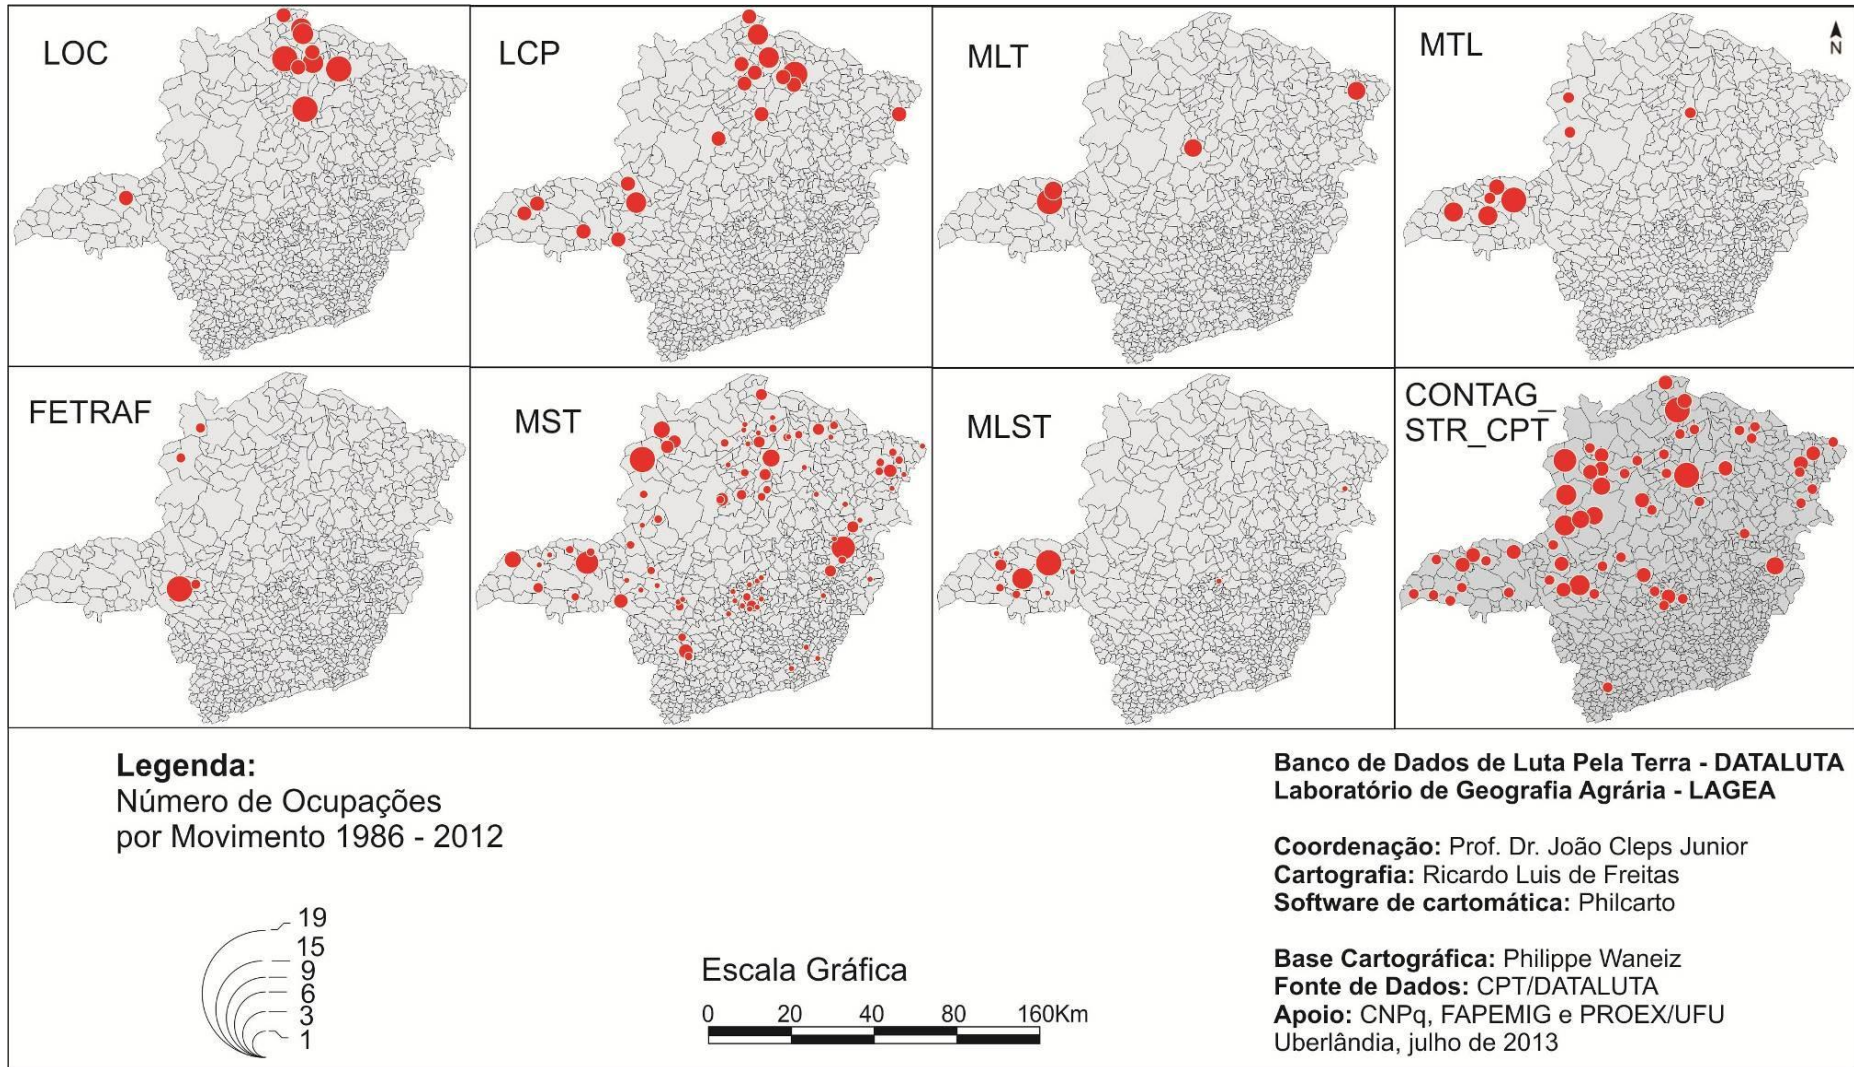 LOC
LCP
MLT
MTL
N
FETRAF
MST
MLST
CONTAG_
STR_CPT
Legenda:
Número de Ocupações
por Movimento 1986 - 2012
19
15
9
6
3
1
Escala Gráfica
0 20 40 80 160Km
Banco de Dados de Luta Pela Terra - DATALUTA
Laboratório de Geografia Agrária - LAGEA
Coordenação: Prof. Dr. João Cleps Junior
Cartografia: Ricardo Luis de Freitas
Software de cartomática: Philcarto
Base Cartográfica: Philippe Waneiz
Fonte de Dados: CPT/DATALUTA
Apoio: CNPq, FAPEMIG e PROEX/UFU
Uberlândia, julho de 2013